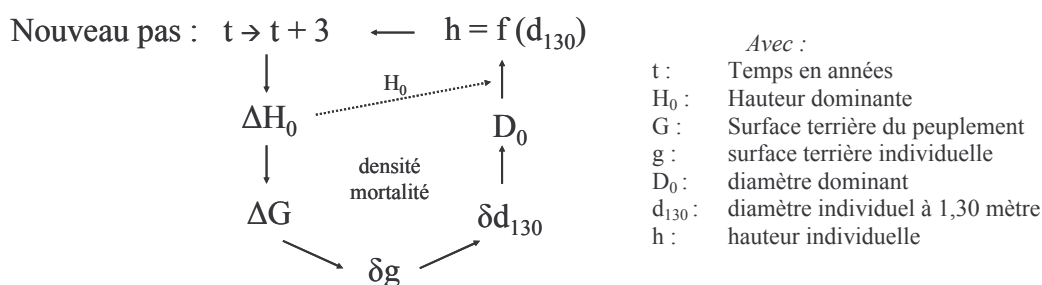 Nouveau pas : t → t + 3 ← h = f (d₁₃₀)
H₀
ΔH₀
D₀
densité
mortalité
ΔG
δd₁₃₀
δg
Avec :
t : Temps en années
H₀ : Hauteur dominante
G : Surface terrière du peuplement
g : surface terrière individuelle
D₀ : diamètre dominant
d₁₃₀ : diamètre individuel à 1,30 mètre
h : hauteur individuelle